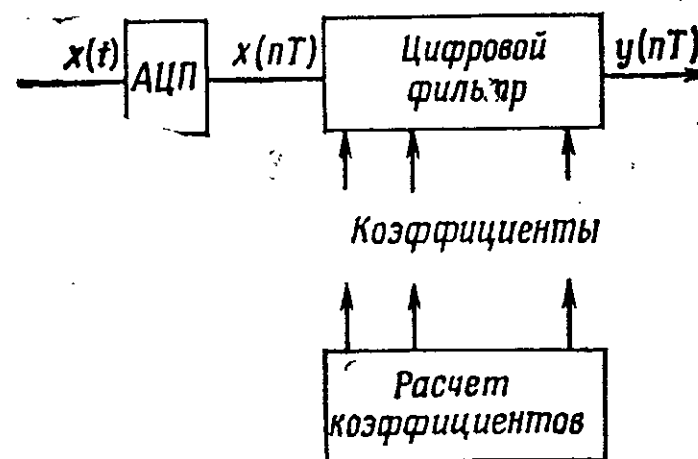 x(t)
АЦП
x(nT)
Цифровой
фильтр
y(nT)
Коэффициенты
Расчет
коэффициентов